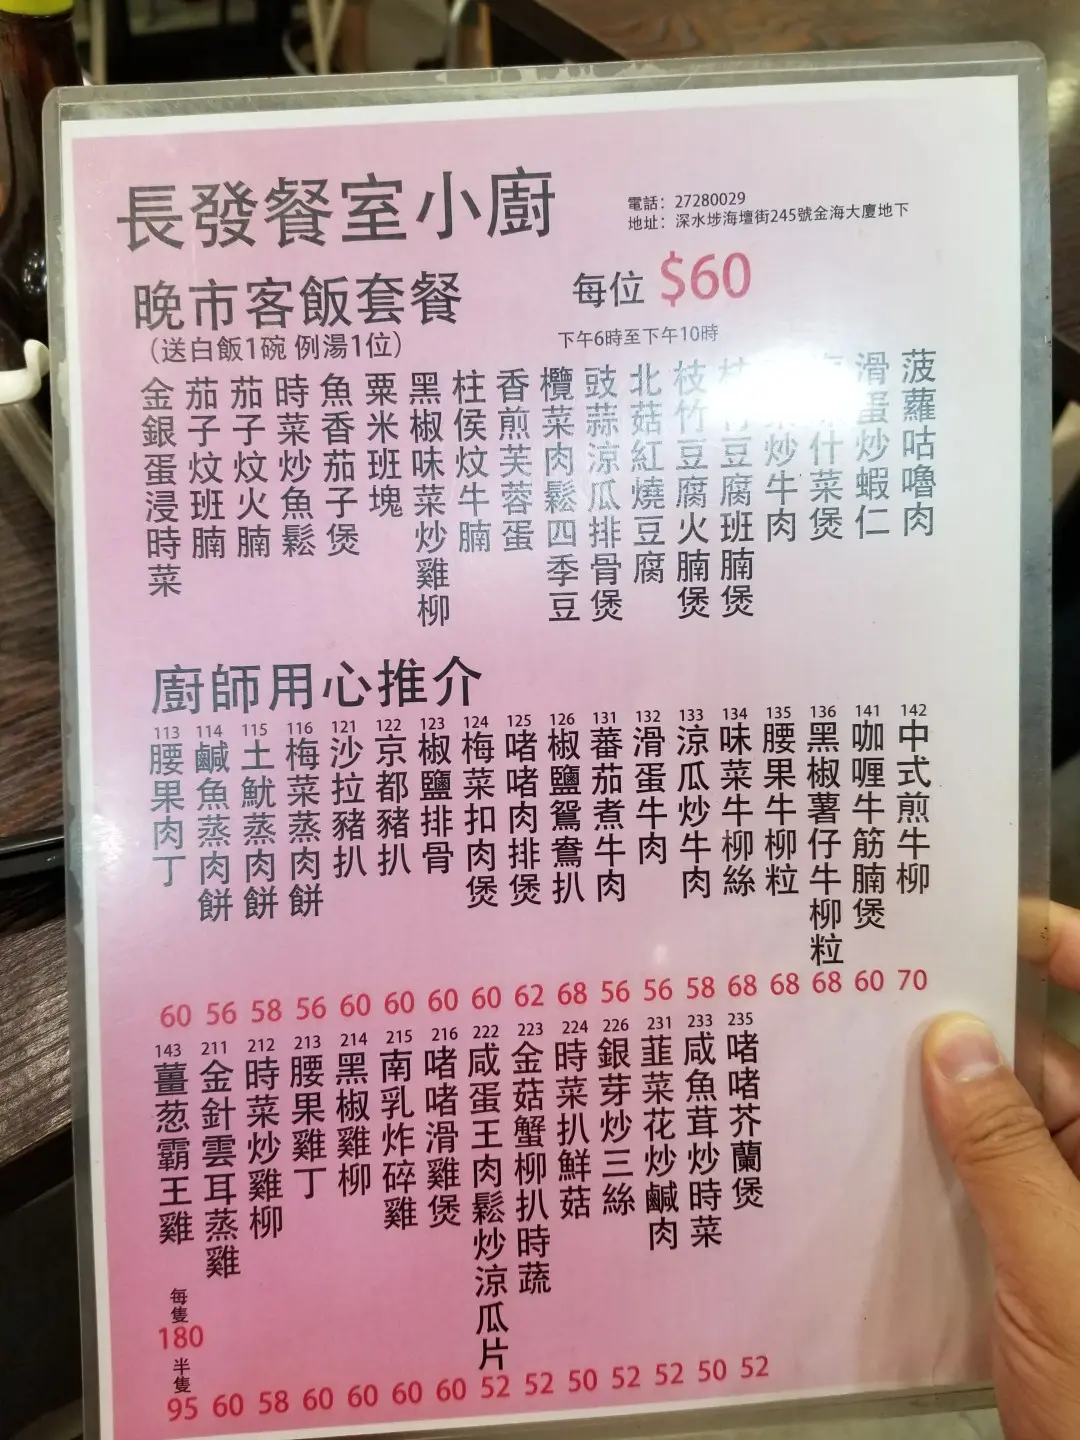 長發餐室小廚
電話：27280029
地址：深水埗海壇街245號金海大廈地下
晚市客飯套餐
每位 $60
（送白飯1碗 例湯1位）
下午6時至下午10時
金銀蛋浸時菜
茄子炆班腩
茄子炆火腩
時菜炒魚鬆
魚香茄子煲
粟米班塊
黑椒味菜炒雞柳
柱侯炆牛腩
香煎芙蓉蛋
欖菜肉鬆四季豆
豉蒜涼瓜排骨煲
北菇紅燒豆腐
枝竹豆腐火腩煲
枝竹豆腐班腩煲
炒牛肉
什菜煲
滑蛋炒蝦仁
菠蘿咕嚕肉
廚師用心推介
113 腰果肉丁 60
114 鹹魚蒸肉餅 56
115 土魷蒸肉餅 58
116 梅菜蒸肉餅 56
121 沙拉豬扒 60
122 京都豬扒 60
123 椒鹽排骨 60
124 梅菜扣肉煲 60
125 啫啫肉排煲 62
126 椒鹽鴛鴦扒 68
131 蕃茄煮牛肉 56
132 滑蛋牛肉 56
133 涼瓜炒牛肉 58
134 味菜牛柳絲 68
135 腰果牛柳粒 68
136 黑椒薯仔牛柳粒 68
141 咖喱牛筋腩煲 60
142 中式煎牛柳 70
143 薑葱霸王雞 每隻 180 半隻 95
211 金針雲耳蒸雞 60
212 時菜炒雞柳 58
213 腰果雞丁 60
214 黑椒雞柳 60
215 南乳炸碎雞 60
216 啫啫滑雞煲 60
222 咸蛋王肉鬆炒涼瓜片 52
223 金菇蟹柳扒時蔬 52
224 時菜扒鮮菇 50
226 銀芽炒三絲 52
231 韮菜花炒鹹肉 52
233 咸魚茸炒時菜 50
235 啫啫芥蘭煲 52